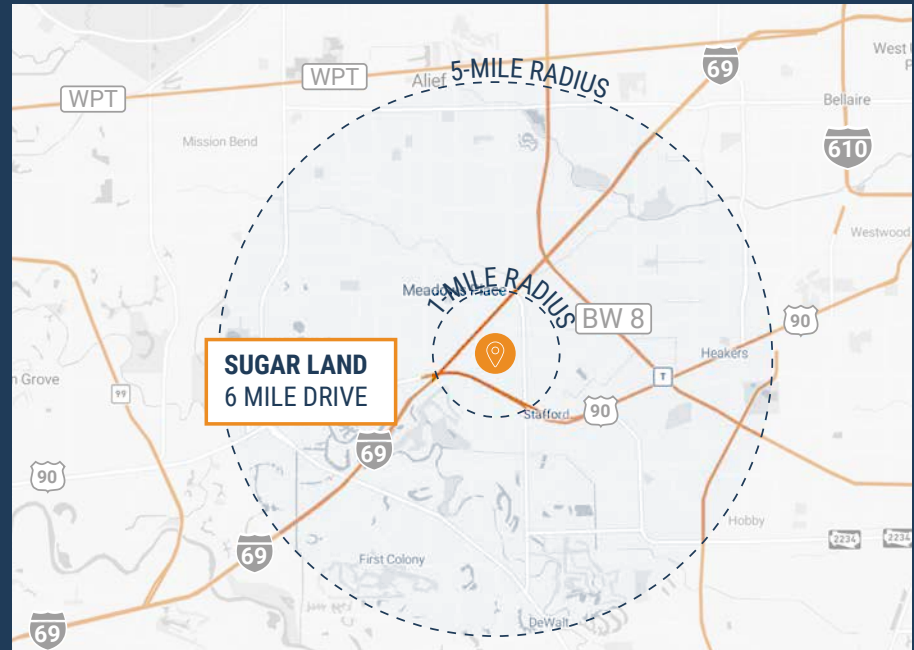 69
West
WPT
Alief
5-MILE RADIUS
WPT
Bellaire
Mission Bend
610
Westwood
Meadows Place
1-MILE RADIUS
BW 8
90
SUGAR LAND
6 MILE DRIVE
Heakers
T
n Grove
99
90
Stafford
69
90
Hobby
2234
2234
69
First Colony
DeWalt
69